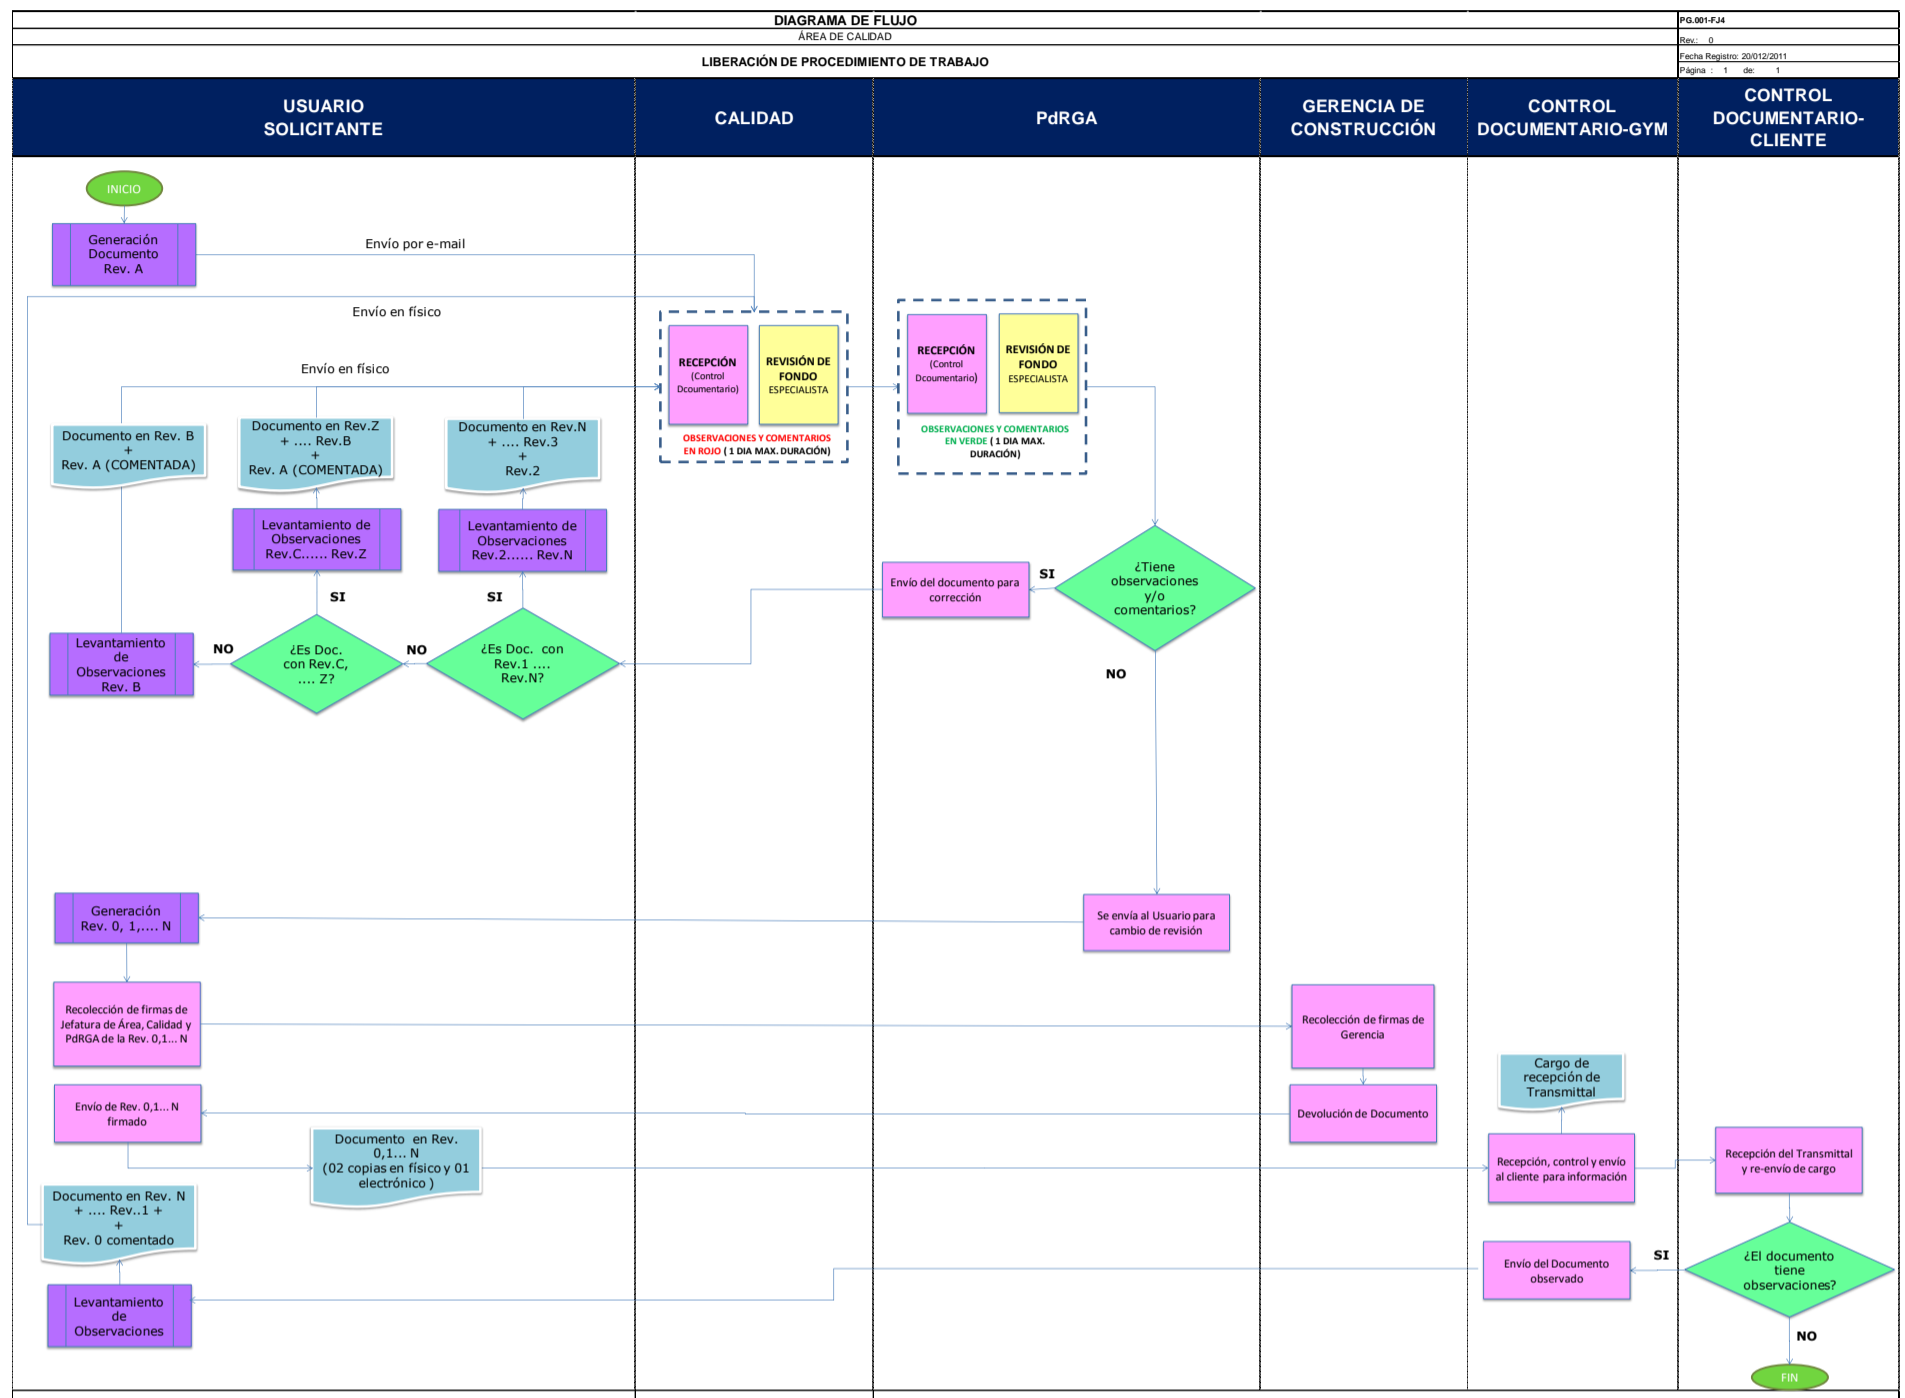 DIAGRAMA DE FLUJO
ÁREA DE CALIDAD
LIBERACIÓN DE PROCEDIMIENTO DE TRABAJO
PG.001-FJ4
Rev.: 0
Fecha Registro: 20/012/2011
Página : 1 de: 1
USUARIO
SOLICITANTE
CALIDAD
PdRGA
GERENCIA DE
CONSTRUCCIÓN
CONTROL
DOCUMENTARIO-GYM
CONTROL
DOCUMENTARIO-
CLIENTE
INICIO
Generación
Documento
Rev. A
Envío por e-mail
Envío en físico
Envío en físico
RECEPCIÓN
(Control
Dcoumentario)
REVISIÓN DE
FONDO
ESPECIALISTA
OBSERVACIONES Y COMENTARIOS
EN ROJO ( 1 DIA MAX. DURACIÓN)
RECEPCIÓN
(Control
Dcoumentario)
REVISIÓN DE
FONDO
ESPECIALISTA
OBSERVACIONES Y COMENTARIOS
EN VERDE ( 1 DIA MAX.
DURACIÓN)
Documento en Rev. B
+
Rev. A (COMENTADA)
Documento en Rev.Z
+ .... Rev.B
+
Rev. A (COMENTADA)
Documento en Rev.N
+ .... Rev.3
+
Rev.2
Levantamiento de
Observaciones
Rev.C...... Rev.Z
Levantamiento de
Observaciones
Rev.2...... Rev.N
SI
SI
Envío del documento para
corrección
SI
¿Tiene
observaciones
y/o
comentarios?
Levantamiento
de
Observaciones
Rev. B
NO
¿Es Doc.
con Rev.C,
.... Z?
NO
¿Es Doc. con
Rev.1 ....
Rev.N?
NO
Generación
Rev. 0, 1,.... N
Se envía al Usuario para
cambio de revisión
Recolección de firmas de
Jefatura de Área, Calidad y
PdRGA de la Rev. 0,1... N
Recolección de firmas de
Gerencia
Envío de Rev. 0,1... N
firmado
Devolución de Documento
Cargo de
recepción de
Transmittal
Documento en Rev.
0,1... N
(02 copias en físico y 01
electrónico )
Recepción, control y envío
al cliente para información
Recepción del Transmittal
y re-envío de cargo
Documento en Rev. N
+ .... Rev..1 +
+
Rev. 0 comentado
Envío del Documento
observado
SI
¿El documento
tiene
observaciones?
Levantamiento
de
Observaciones
NO
FIN